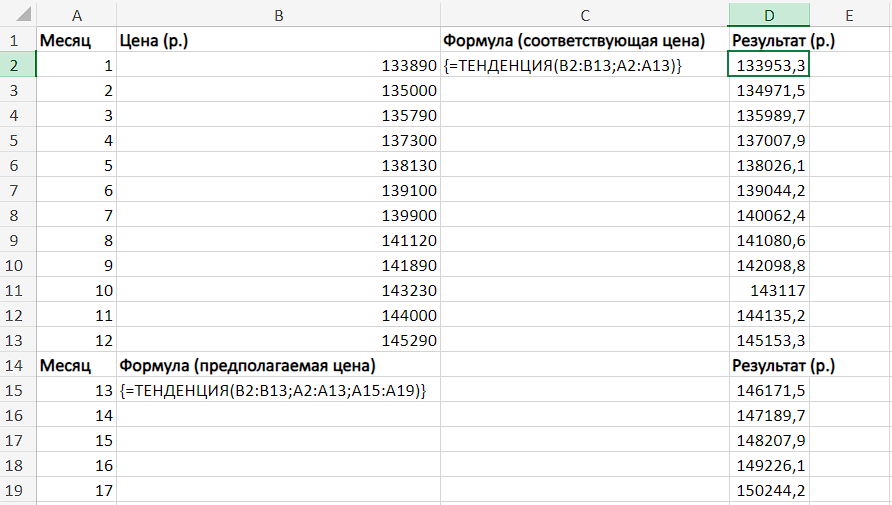 A B C D E
1 Месяц Цена (р.) Формула (соответствующая цена) Результат (р.)
2 1 133890 {=ТЕНДЕНЦИЯ(B2:B13;A2:A13)} 133953,3
3 2 135000 134971,5
4 3 135790 135989,7
5 4 137300 137007,9
6 5 138130 138026,1
7 6 139100 139044,2
8 7 139900 140062,4
9 8 141120 141080,6
10 9 141890 142098,8
11 10 143230 143117
12 11 144000 144135,2
13 12 145290 145153,3
14 Месяц Формула (предполагаемая цена) Результат (р.)
15 13 {=ТЕНДЕНЦИЯ(B2:B13;A2:A13;A15:A19)} 146171,5
16 14 147189,7
17 15 148207,9
18 16 149226,1
19 17 150244,2